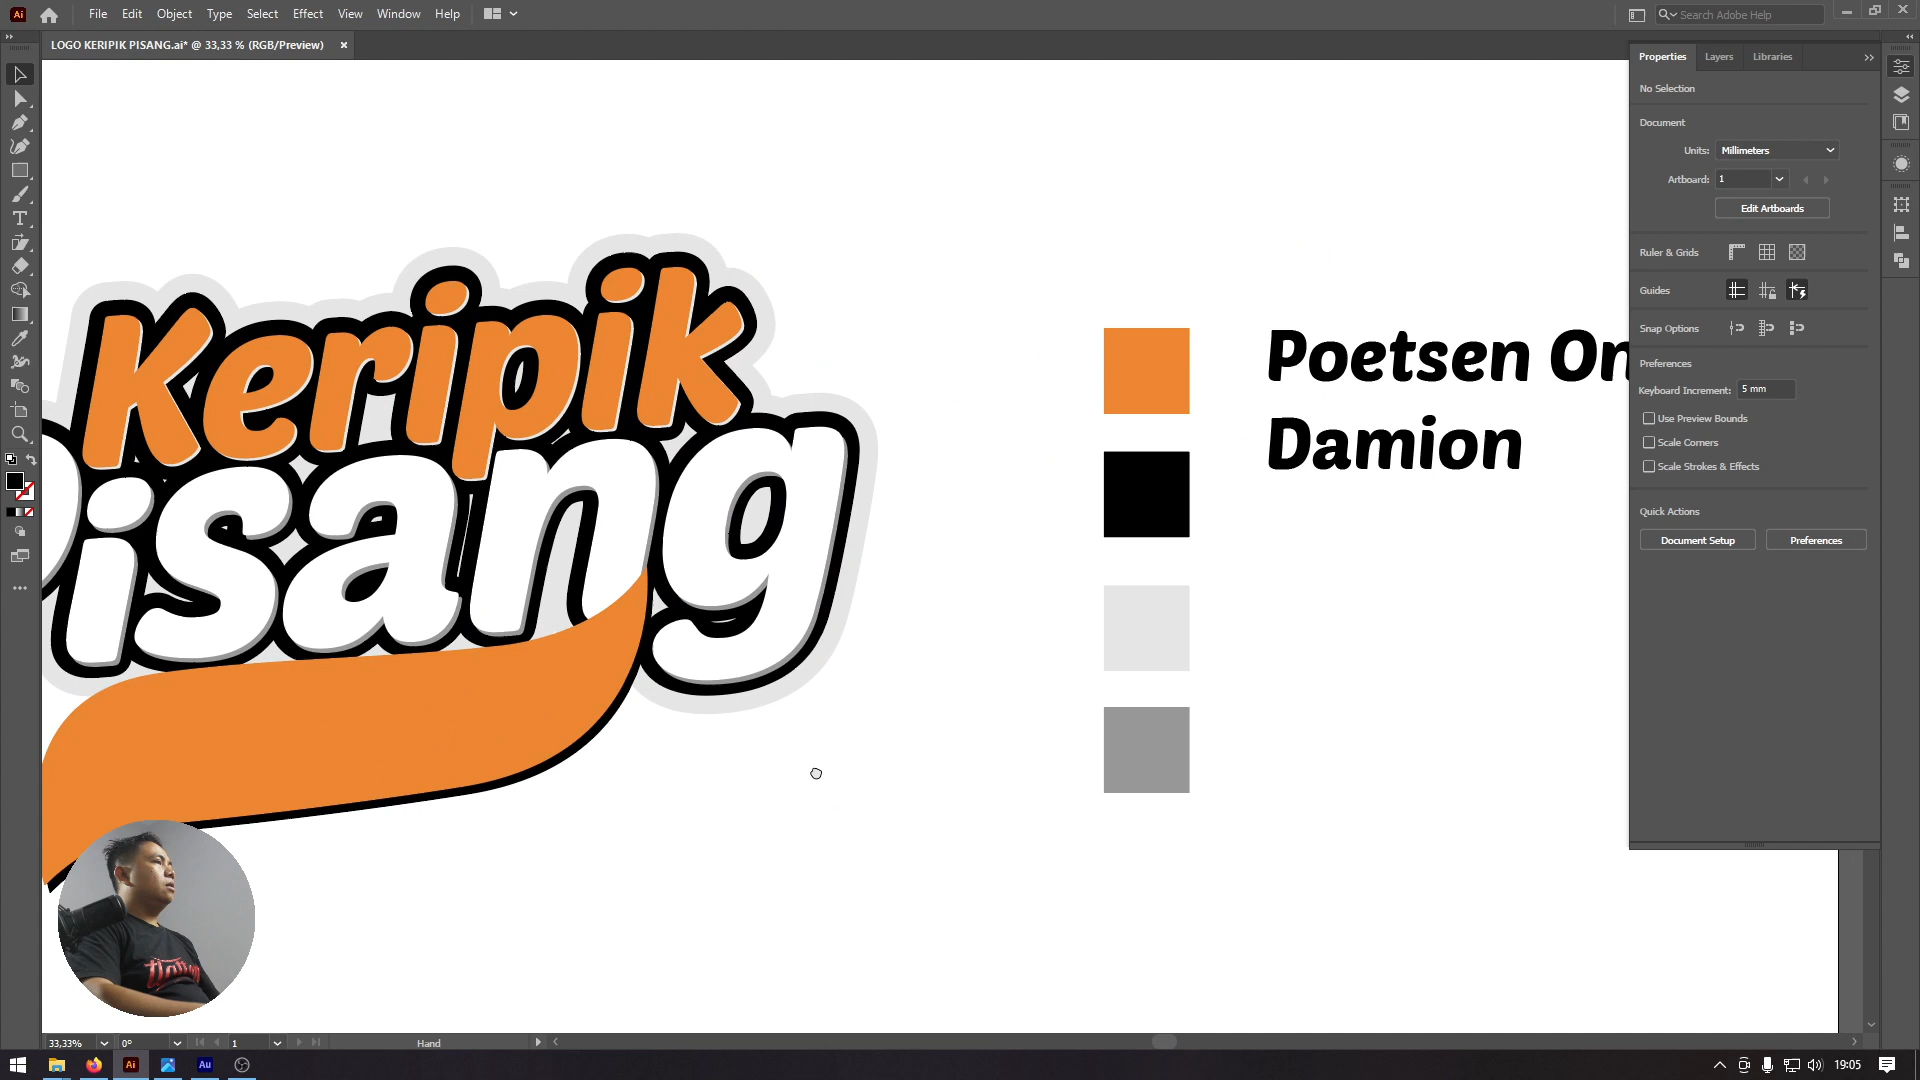 Ai File Edit Object Type Select Effect View Window Help
Search Adobe Help
LOGO KERIPIK PISANG.ai* @ 33,33 % (RGB/Preview)
Properties Layers Libraries
No Selection
Document
Units: Millimeters
Artboard: 1
Edit Artboards
Ruler & Grids
Guides
Snap Options
Preferences
Keyboard Increment: 5 mm
Use Preview Bounds
Scale Corners
Scale Strokes & Effects
Quick Actions
Document Setup Preferences
Keripik
Pisang
Poetsen On
Damion
33,33% 0° 1 Hand
Ai Au 19:05